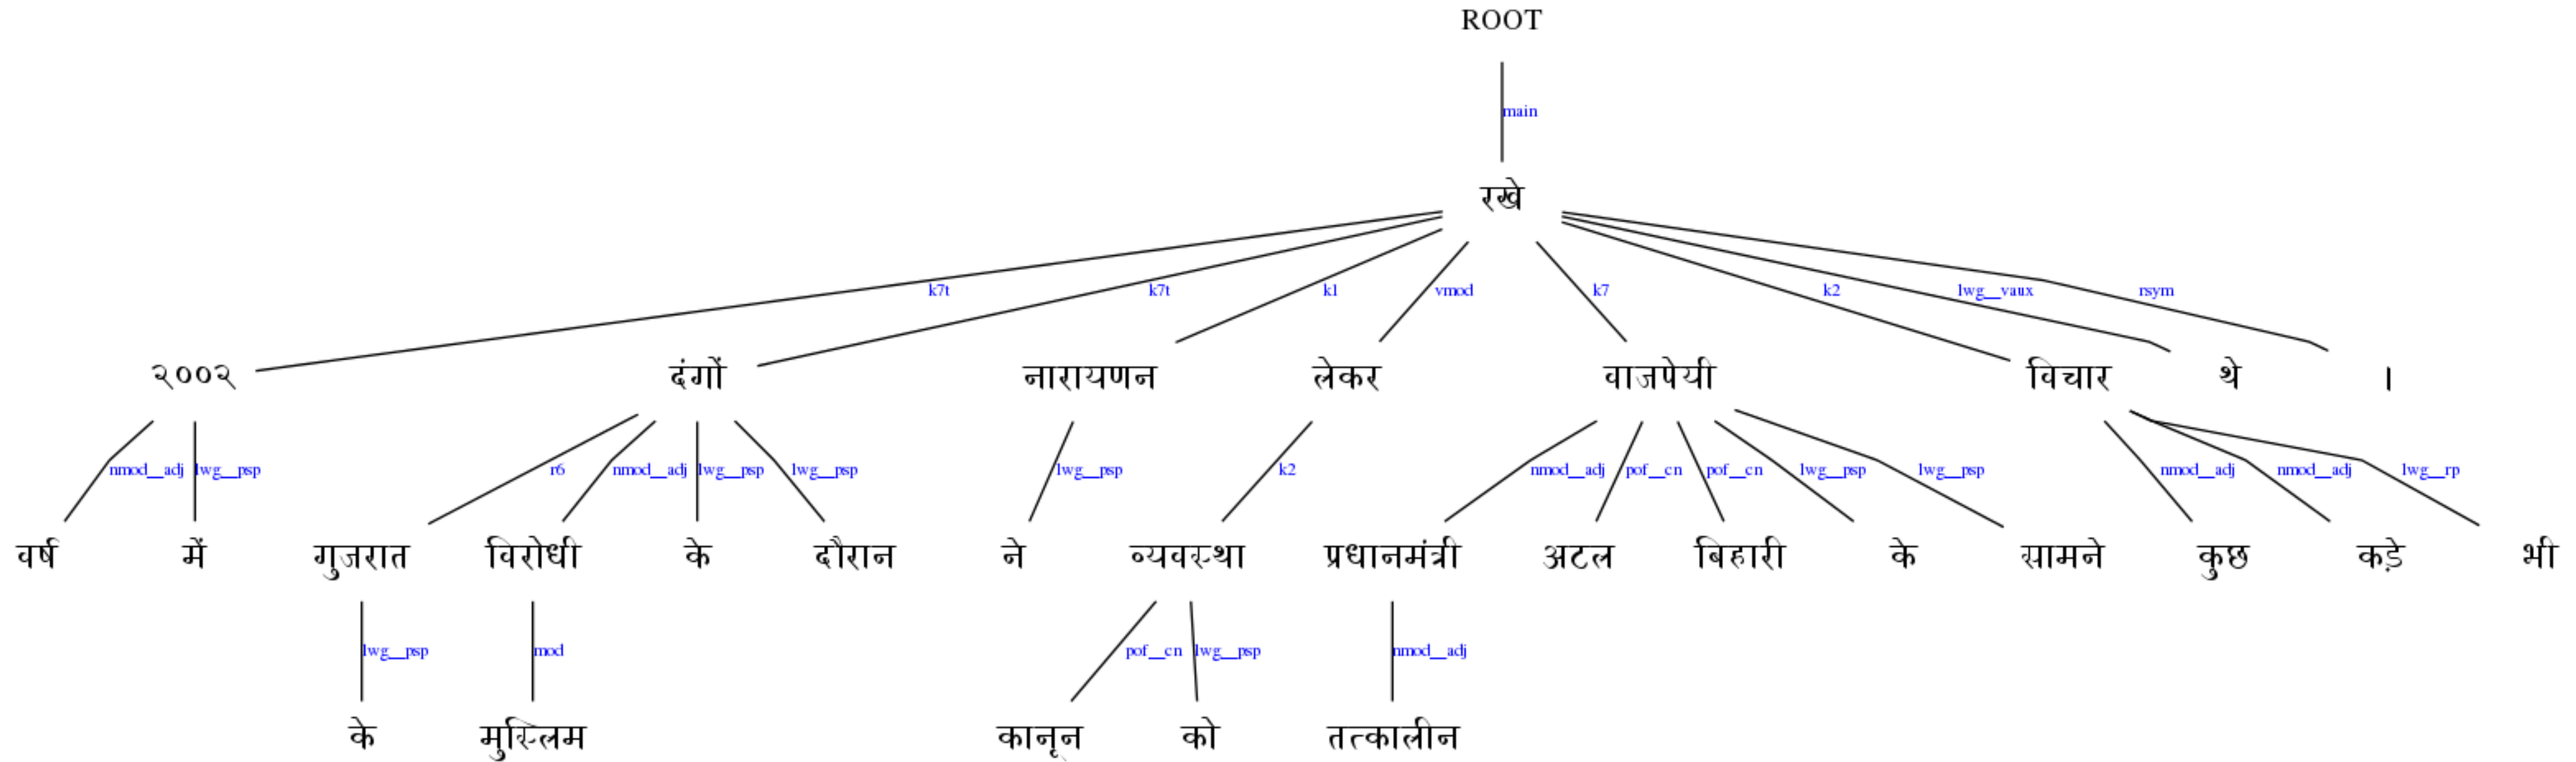 ROOT
main
रखे
k7t k7t k1 vmod k7 k2 lwg__vaux rsym
२००२ दंगों नारायणन लेकर वाजपेयी विचार थे ।
nmod__adj lwg__psp r6 nmod__adj lwg__psp lwg__psp lwg__psp k2 nmod__adj pof__cn pof__cn lwg__psp lwg__psp nmod__adj nmod__adj lwg__rp
वर्ष में गुजरात विरोधी के दौरान ने व्यवस्था प्रधानमंत्री अटल बिहारी के सामने कुछ कड़े भी
lwg__psp mod pof__cn lwg__psp nmod__adj
के मुस्लिम कानून को तत्कालीन